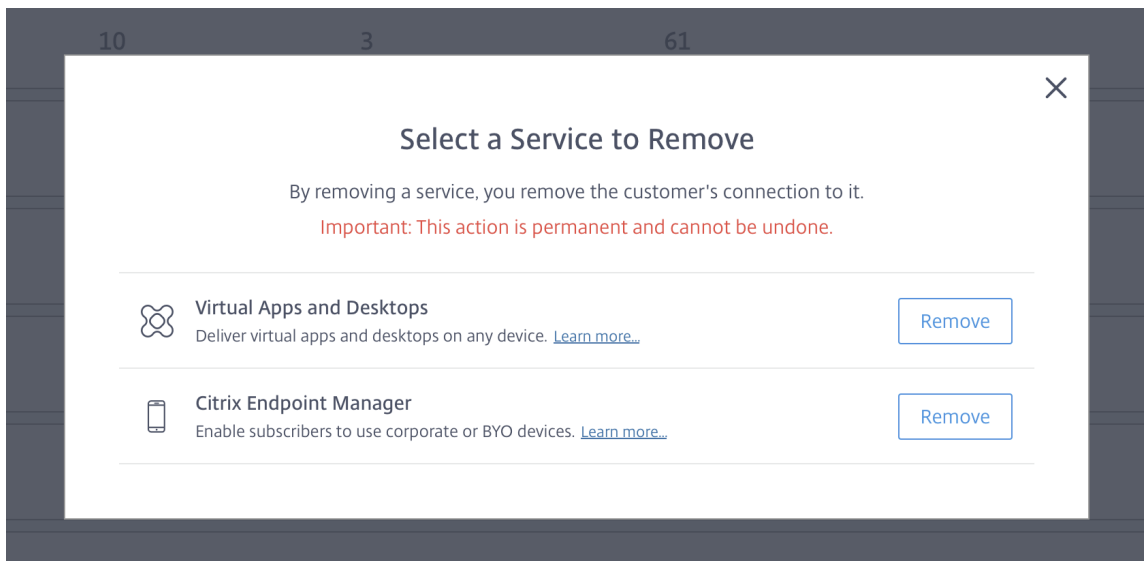 10 3 61
Select a Service to Remove
By removing a service, you remove the customer's connection to it.
Important: This action is permanent and cannot be undone.
Virtual Apps and Desktops
Deliver virtual apps and desktops on any device. Learn more...
Remove
Citrix Endpoint Manager
Enable subscribers to use corporate or BYO devices. Learn more...
Remove